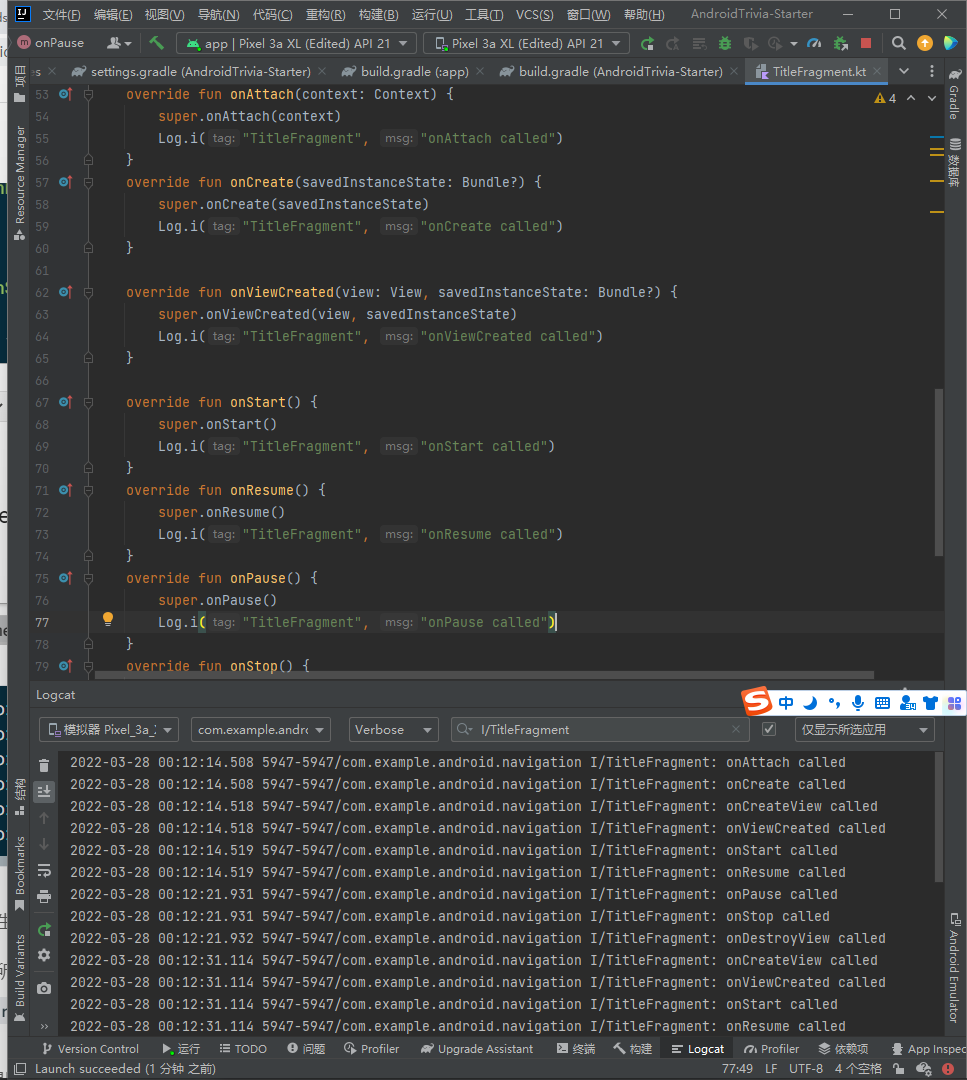 文件(F) 编辑(E) 视图(V) 导航(N) 代码(C) 重构(R) 构建(B) 运行(U) 工具(T) VCS(S) 窗口(W) 帮助(H) AndroidTrivia-Starter
onPause app | Pixel 3a XL (Edited) API 21 Pixel 3a XL (Edited) API 21
es settings.gradle (AndroidTrivia-Starter) build.gradle (:app) build.gradle (AndroidTrivia-Starter) TitleFragment.kt
项目
Resource Manager
结构
Bookmarks
Build Variants
4
53 override fun onAttach(context: Context) {
54 super.onAttach(context)
55 Log.i( tag: "TitleFragment", msg: "onAttach called")
56 }
57 override fun onCreate(savedInstanceState: Bundle?) {
58 super.onCreate(savedInstanceState)
59 Log.i( tag: "TitleFragment", msg: "onCreate called")
60 }
61
62 override fun onViewCreated(view: View, savedInstanceState: Bundle?) {
63 super.onViewCreated(view, savedInstanceState)
64 Log.i( tag: "TitleFragment", msg: "onViewCreated called")
65 }
66
67 override fun onStart() {
68 super.onStart()
69 Log.i( tag: "TitleFragment", msg: "onStart called")
70 }
71 override fun onResume() {
72 super.onResume()
73 Log.i( tag: "TitleFragment", msg: "onResume called")
74 }
75 override fun onPause() {
76 super.onPause()
77 Log.i( tag: "TitleFragment", msg: "onPause called")
78 }
79 override fun onStop() {
Gradle
数据库
Android Emulator
Logcat
中
模拟器 Pixel_3a_ com.example.andro Verbose I/TitleFragment 仅显示所选应用
2022-03-28 00:12:14.508 5947-5947/com.example.android.navigation I/TitleFragment: onAttach called
2022-03-28 00:12:14.508 5947-5947/com.example.android.navigation I/TitleFragment: onCreate called
2022-03-28 00:12:14.518 5947-5947/com.example.android.navigation I/TitleFragment: onCreateView called
2022-03-28 00:12:14.518 5947-5947/com.example.android.navigation I/TitleFragment: onViewCreated called
2022-03-28 00:12:14.519 5947-5947/com.example.android.navigation I/TitleFragment: onStart called
2022-03-28 00:12:14.519 5947-5947/com.example.android.navigation I/TitleFragment: onResume called
2022-03-28 00:12:21.931 5947-5947/com.example.android.navigation I/TitleFragment: onPause called
2022-03-28 00:12:21.931 5947-5947/com.example.android.navigation I/TitleFragment: onStop called
2022-03-28 00:12:21.932 5947-5947/com.example.android.navigation I/TitleFragment: onDestroyView called
2022-03-28 00:12:31.114 5947-5947/com.example.android.navigation I/TitleFragment: onCreateView called
2022-03-28 00:12:31.114 5947-5947/com.example.android.navigation I/TitleFragment: onViewCreated called
2022-03-28 00:12:31.114 5947-5947/com.example.android.navigation I/TitleFragment: onStart called
2022-03-28 00:12:31.114 5947-5947/com.example.android.navigation I/TitleFragment: onResume called
Version Control 运行 TODO 问题 Profiler Upgrade Assistant 终端 构建 Logcat Profiler 依赖项 App Inspec
Launch succeeded (1 分钟 之前) 77:49 LF UTF-8 4 个空格